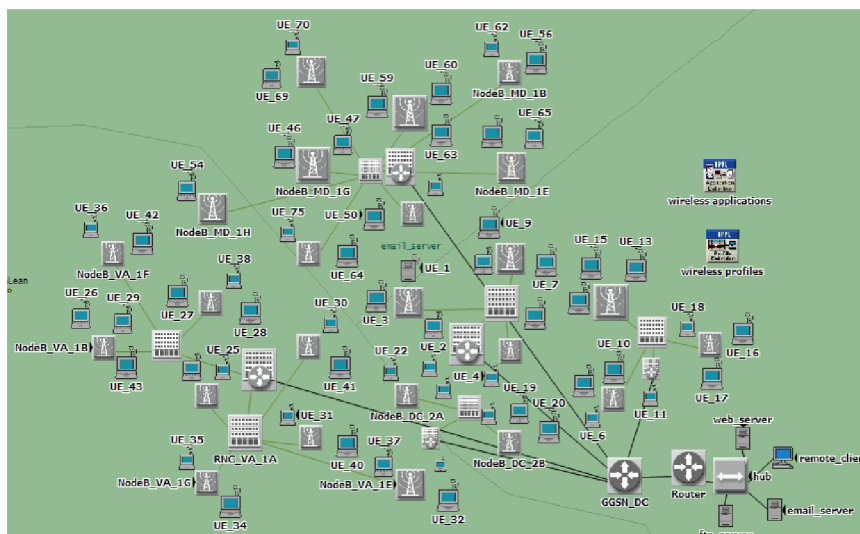 UE_70
UE_62
UE_56
UE_69
UE_59
UE_60
NodeB_MD_1B
UE_46
UE_47
UE_65
UE_63
UE_54
NodeB_MD_1G
NodeB_MD_1E
wireless applications
UE_36
UE_42
UE_75
UE_50
UE_9
NodeB_MD_1H
email_server
UE_15
UE_13
UE_38
UE_64
UE_1
NodeB_VA_1F
UE_7
wireless profiles
UE_26
UE_29
UE_27
UE_30
UE_3
UE_18
UE_28
UE_2
UE_10
NodeB_VA_1B
UE_25
UE_22
UE_16
UE_43
UE_41
UE_4
UE_19
UE_17
UE_31
NodeB_DC_2A
UE_20
UE_6
UE_11
web_server
UE_35
RNC_VA_1A
UE_40
UE_37
NodeB_DC_2B
remote_clie
NodeB_VA_1G
NodeB_VA_1E
hub
GGSN_DC
Router
UE_34
UE_32
email_server